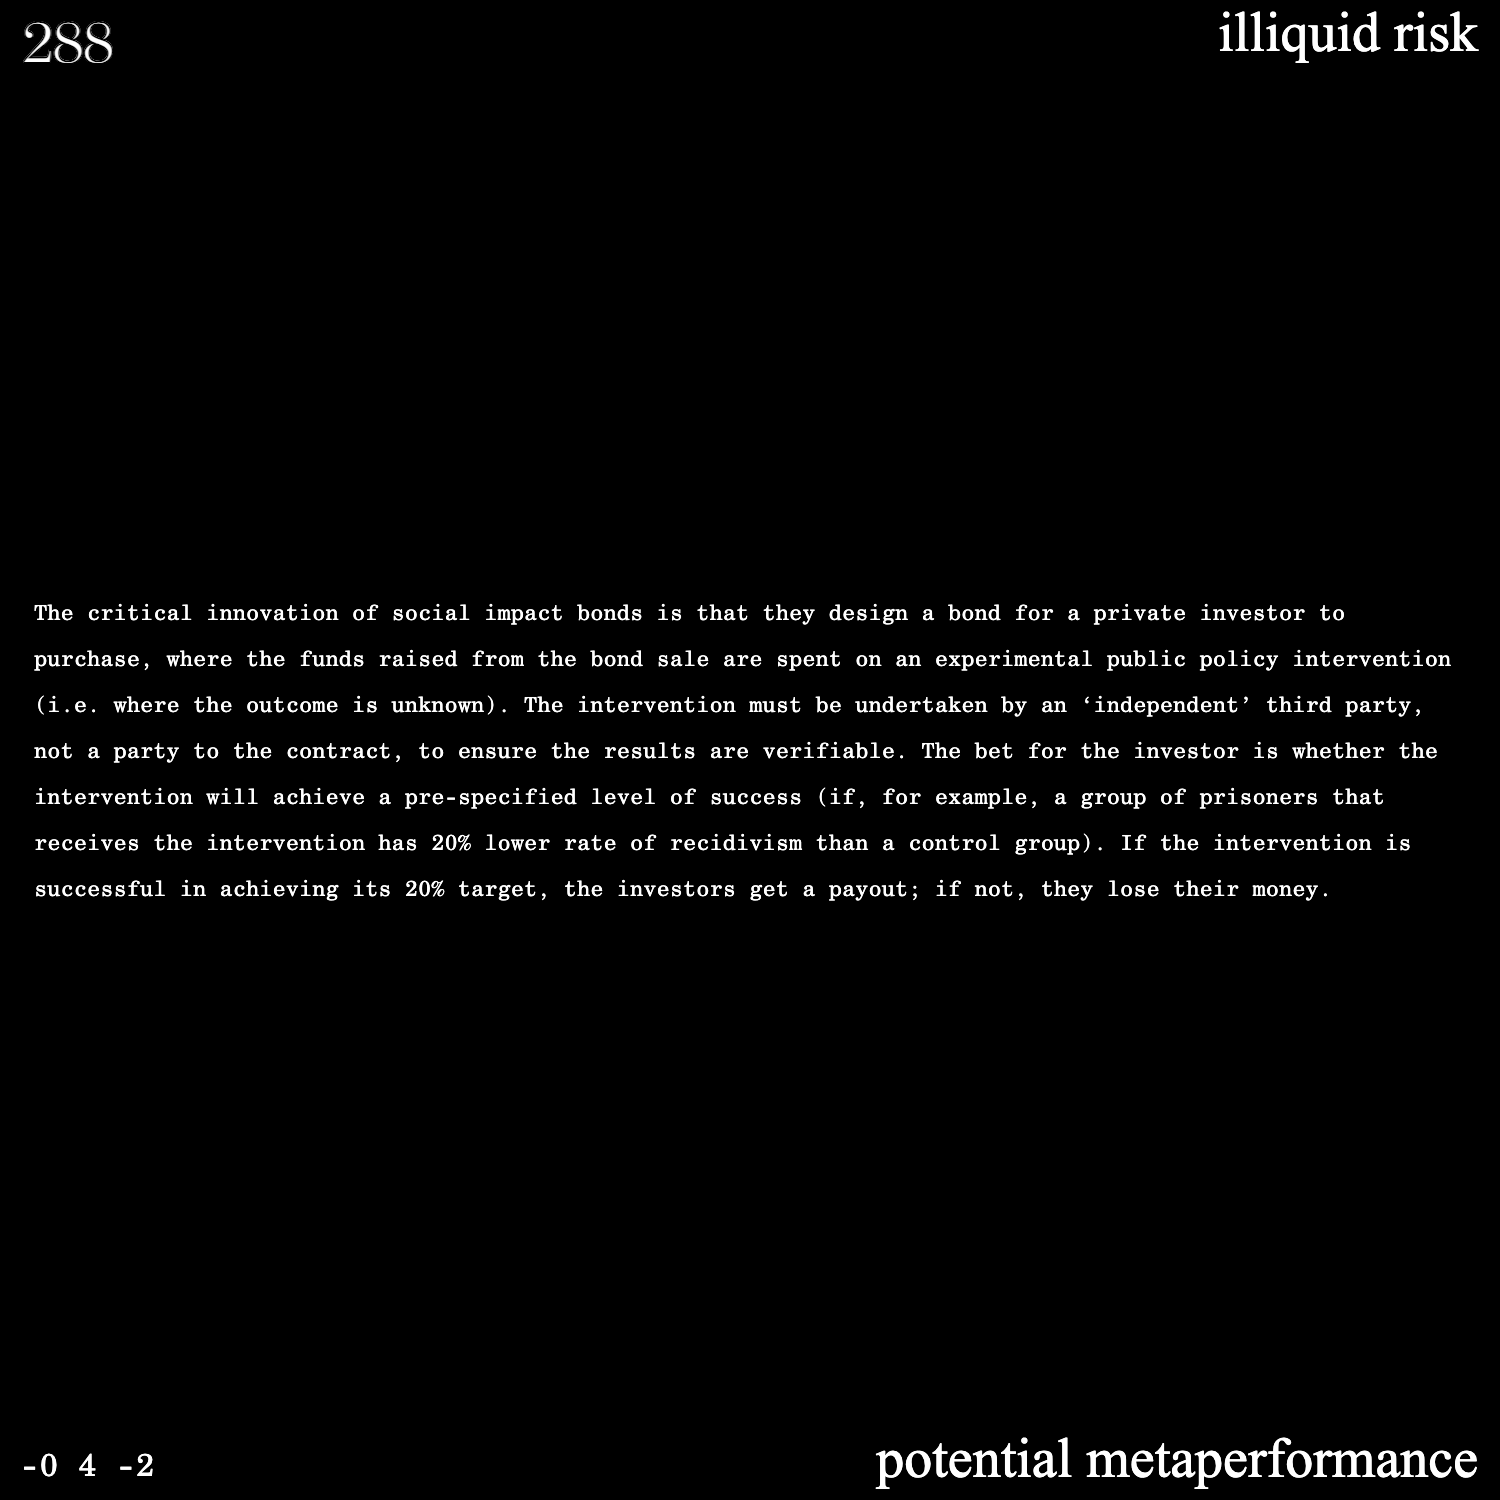 288
illiquid risk
The critical innovation of social impact bonds is that they design a bond for a private investor to
purchase, where the funds raised from the bond sale are spent on an experimental public policy intervention
(i.e. where the outcome is unknown). The intervention must be undertaken by an ‘independent’ third party,
not a party to the contract, to ensure the results are verifiable. The bet for the investor is whether the
intervention will achieve a pre-specified level of success (if, for example, a group of prisoners that
receives the intervention has 20% lower rate of recidivism than a control group). If the intervention is
successful in achieving its 20% target, the investors get a payout; if not, they lose their money.
-0 4 -2
potential metaperformance